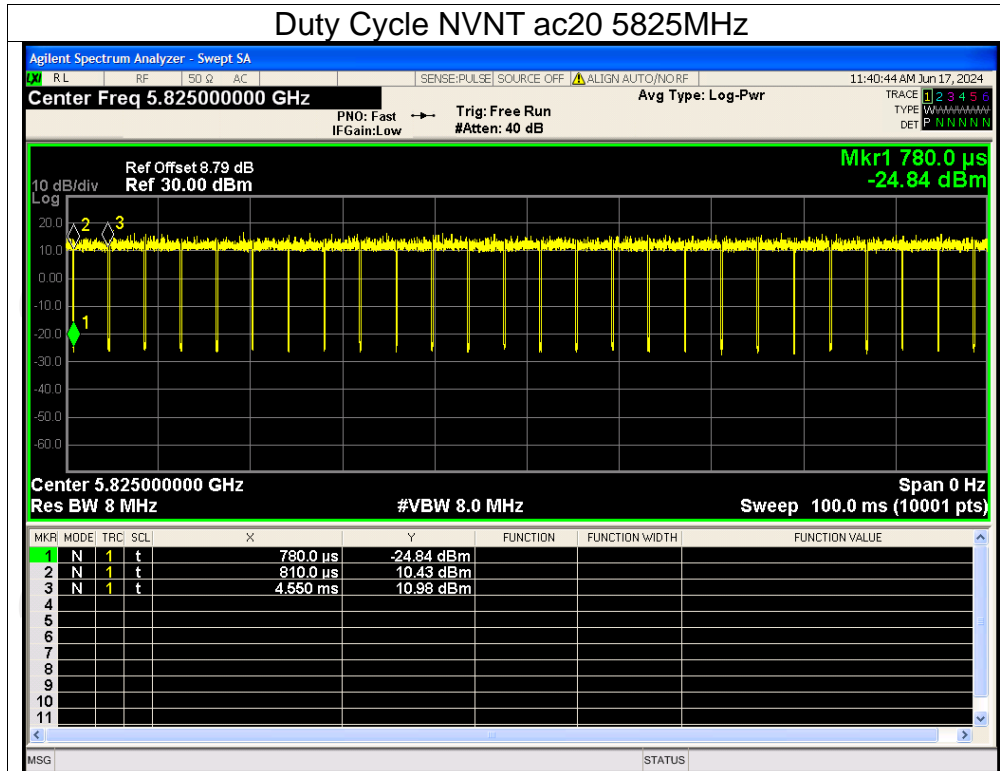 Duty Cycle NVNT ac20 5825MHz
Agilent Spectrum Analyzer - Swept SA
LXI RL RF 50 Ω AC SENSE:PULSE SOURCE OFF ALIGN AUTO/NO RF 11:40:44 AM Jun 17, 2024
Center Freq 5.825000000 GHz Avg Type: Log-Pwr TRACE 1 2 3 4 5 6
PNO: Fast Trig: Free Run TYPE WWWWWW
IFGain:Low #Atten: 40 dB DET P N N N N N
Mkr1 780.0 µs
Ref Offset 8.79 dB
10 dB/div Ref 30.00 dBm -24.84 dBm
Log
20.0
10.0
0.00
-10.0
-20.0
-30.0
-40.0
-50.0
-60.0
2
3
1
Center 5.825000000 GHz Span 0 Hz
Res BW 8 MHz #VBW 8.0 MHz Sweep 100.0 ms (10001 pts)
MKR MODE TRC SCL X Y FUNCTION FUNCTION WIDTH FUNCTION VALUE
1 N 1 t 780.0 µs -24.84 dBm
2 N 1 t 810.0 µs 10.43 dBm
3 N 1 t 4.550 ms 10.98 dBm
4
5
6
7
8
9
10
11
MSG STATUS